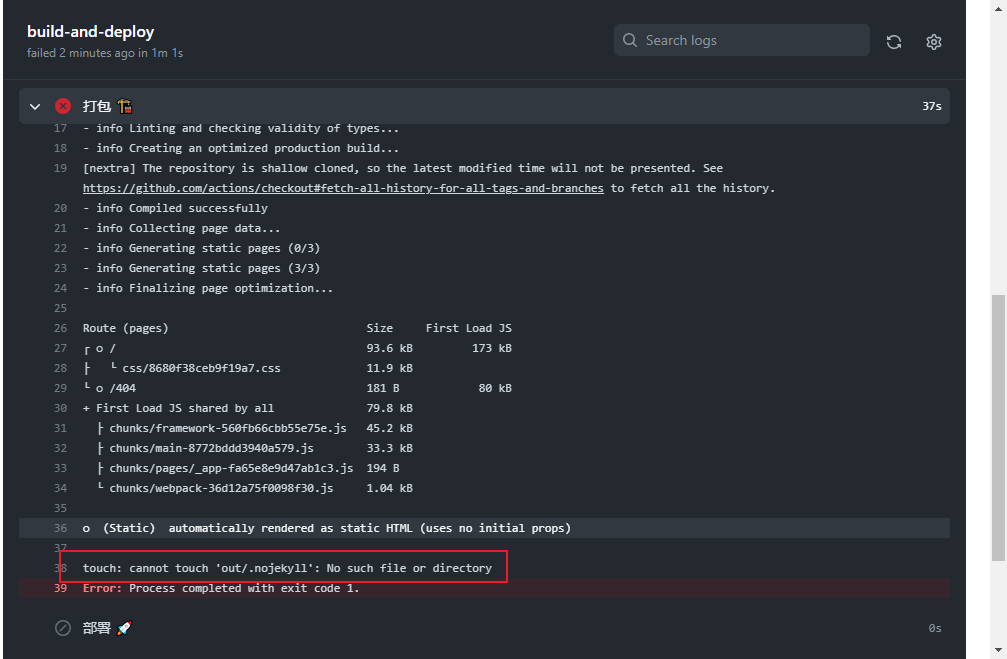 build-and-deploy
failed 2 minutes ago in 1m 1s
Search logs
打包 🏗️ 37s
17 - info Linting and checking validity of types...
18 - info Creating an optimized production build...
19 [nextra] The repository is shallow cloned, so the latest modified time will not be presented. See
https://github.com/actions/checkout#fetch-all-history-for-all-tags-and-branches to fetch all the history.
20 - info Compiled successfully
21 - info Collecting page data...
22 - info Generating static pages (0/3)
23 - info Generating static pages (3/3)
24 - info Finalizing page optimization...
25
26 Route (pages) Size First Load JS
27 ┌ ○ / 93.6 kB 173 kB
28 ├ └ css/8680f38ceb9f19a7.css 11.9 kB
29 └ ○ /404 181 B 80 kB
30 + First Load JS shared by all 79.8 kB
31 ├ chunks/framework-560fb66cbb55e75e.js 45.2 kB
32 ├ chunks/main-8772bddd3940a579.js 33.3 kB
33 ├ chunks/pages/_app-fa65e8e9d47ab1c3.js 194 B
34 └ chunks/webpack-36d12a75f0098f30.js 1.04 kB
35
36 ○ (Static) automatically rendered as static HTML (uses no initial props)
37
38 touch: cannot touch 'out/.nojekyll': No such file or directory
39 Error: Process completed with exit code 1.
部署 🚀 0s